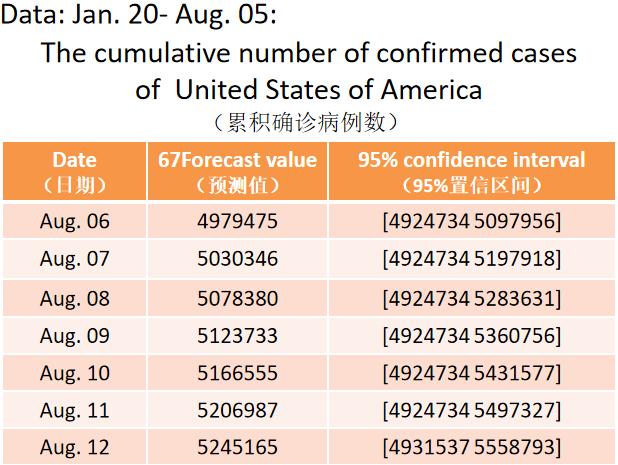 Data: Jan. 20- Aug. 05:
The cumulative number of confirmed cases
of United States of America
（累积确诊病例数）
Date 67Forecast value 95% confidence interval
（日期） （预测值） （95%置信区间）
Aug. 06 4979475 [4924734 5097956]
Aug. 07 5030346 [4924734 5197918]
Aug. 08 5078380 [4924734 5283631]
Aug. 09 5123733 [4924734 5360756]
Aug. 10 5166555 [4924734 5431577]
Aug. 11 5206987 [4924734 5497327]
Aug. 12 5245165 [4931537 5558793]